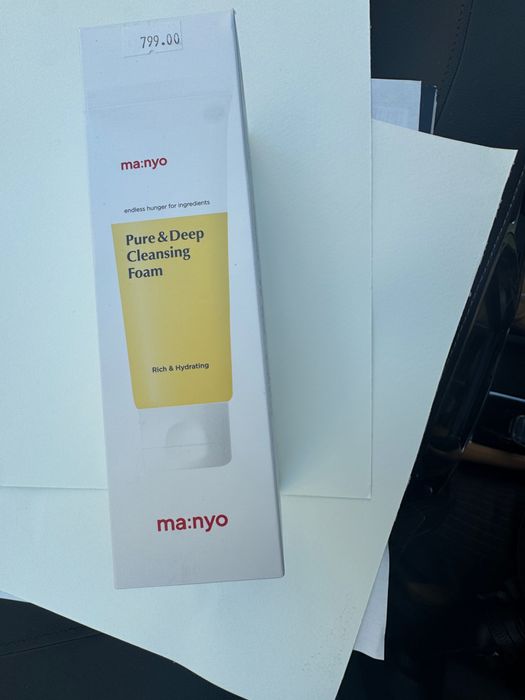 799.00
ma:nyo
endless hunger for ingredients
Pure & Deep
Cleansing
Foam
Rich & Hydrating
ma:nyo